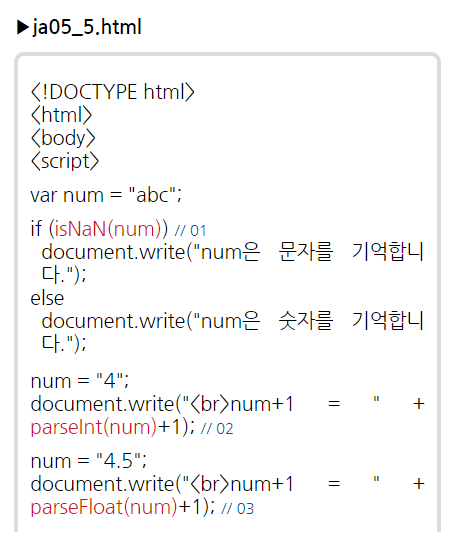 ▶ja05_5.html
<!DOCTYPE html>
<html>
<body>
<script>
var num = "abc";
if (isNaN(num)) // 01
document.write("num은 문자를 기억합니
다.");
else
document.write("num은 숫자를 기억합니
다.");
num = "4";
document.write("<br>num+1 = " +
parseInt(num)+1); // 02
num = "4.5";
document.write("<br>num+1 = " +
parseFloat(num)+1); // 03